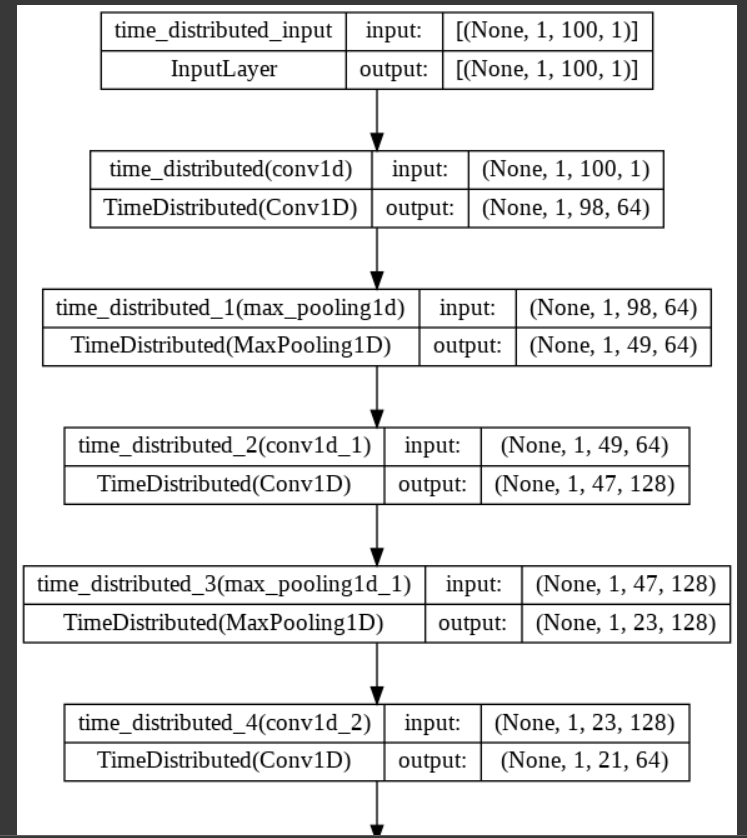 time_distributed_input input: [(None, 1, 100, 1)]
InputLayer output: [(None, 1, 100, 1)]
time_distributed(conv1d) input: (None, 1, 100, 1)
TimeDistributed(Conv1D) output: (None, 1, 98, 64)
time_distributed_1(max_pooling1d) input: (None, 1, 98, 64)
TimeDistributed(MaxPooling1D) output: (None, 1, 49, 64)
time_distributed_2(conv1d_1) input: (None, 1, 49, 64)
TimeDistributed(Conv1D) output: (None, 1, 47, 128)
time_distributed_3(max_pooling1d_1) input: (None, 1, 47, 128)
TimeDistributed(MaxPooling1D) output: (None, 1, 23, 128)
time_distributed_4(conv1d_2) input: (None, 1, 23, 128)
TimeDistributed(Conv1D) output: (None, 1, 21, 64)